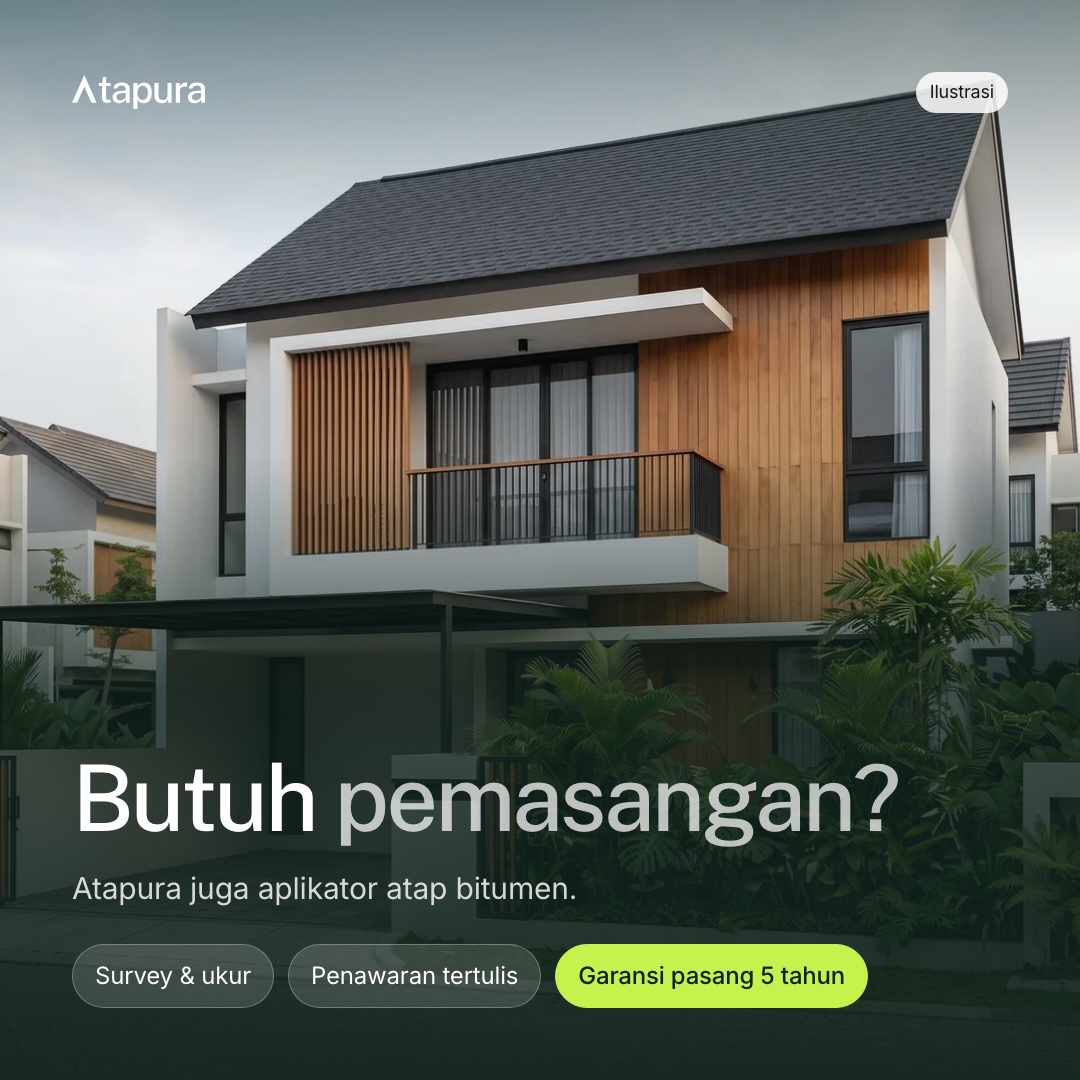 Atapura
Ilustrasi
Butuh pemasangan?
Atapura juga aplikator atap bitumen.
Survey & ukur
Penawaran tertulis
Garansi pasang 5 tahun